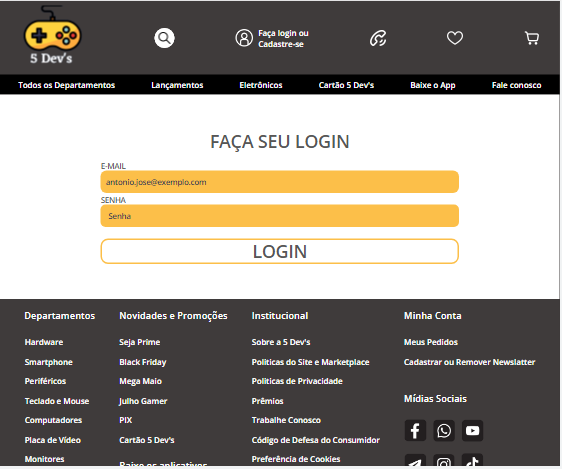 5 Dev's
Faça login ou
Cadastre-se
Todos os Departamentos
Lançamentos
Eletrônicos
Cartão 5 Dev's
Baixe o App
Fale conosco
FAÇA SEU LOGIN
E-MAIL
antonio.jose@exemplo.com
SENHA
Senha
LOGIN
Departamentos
Hardware
Smartphone
Periféricos
Teclado e Mouse
Computadores
Placa de Vídeo
Monitores
Novidades e Promoções
Seja Prime
Black Friday
Mega Maio
Julho Gamer
PIX
Cartão 5 Dev's
Baixe os aplicativos
Institucional
Sobre a 5 Dev's
Políticas do Site e Marketplace
Políticas de Privacidade
Prêmios
Trabalhe Conosco
Código de Defesa do Consumidor
Preferência de Cookies
Minha Conta
Meus Pedidos
Cadastrar ou Remover Newsletter
Mídias Sociais